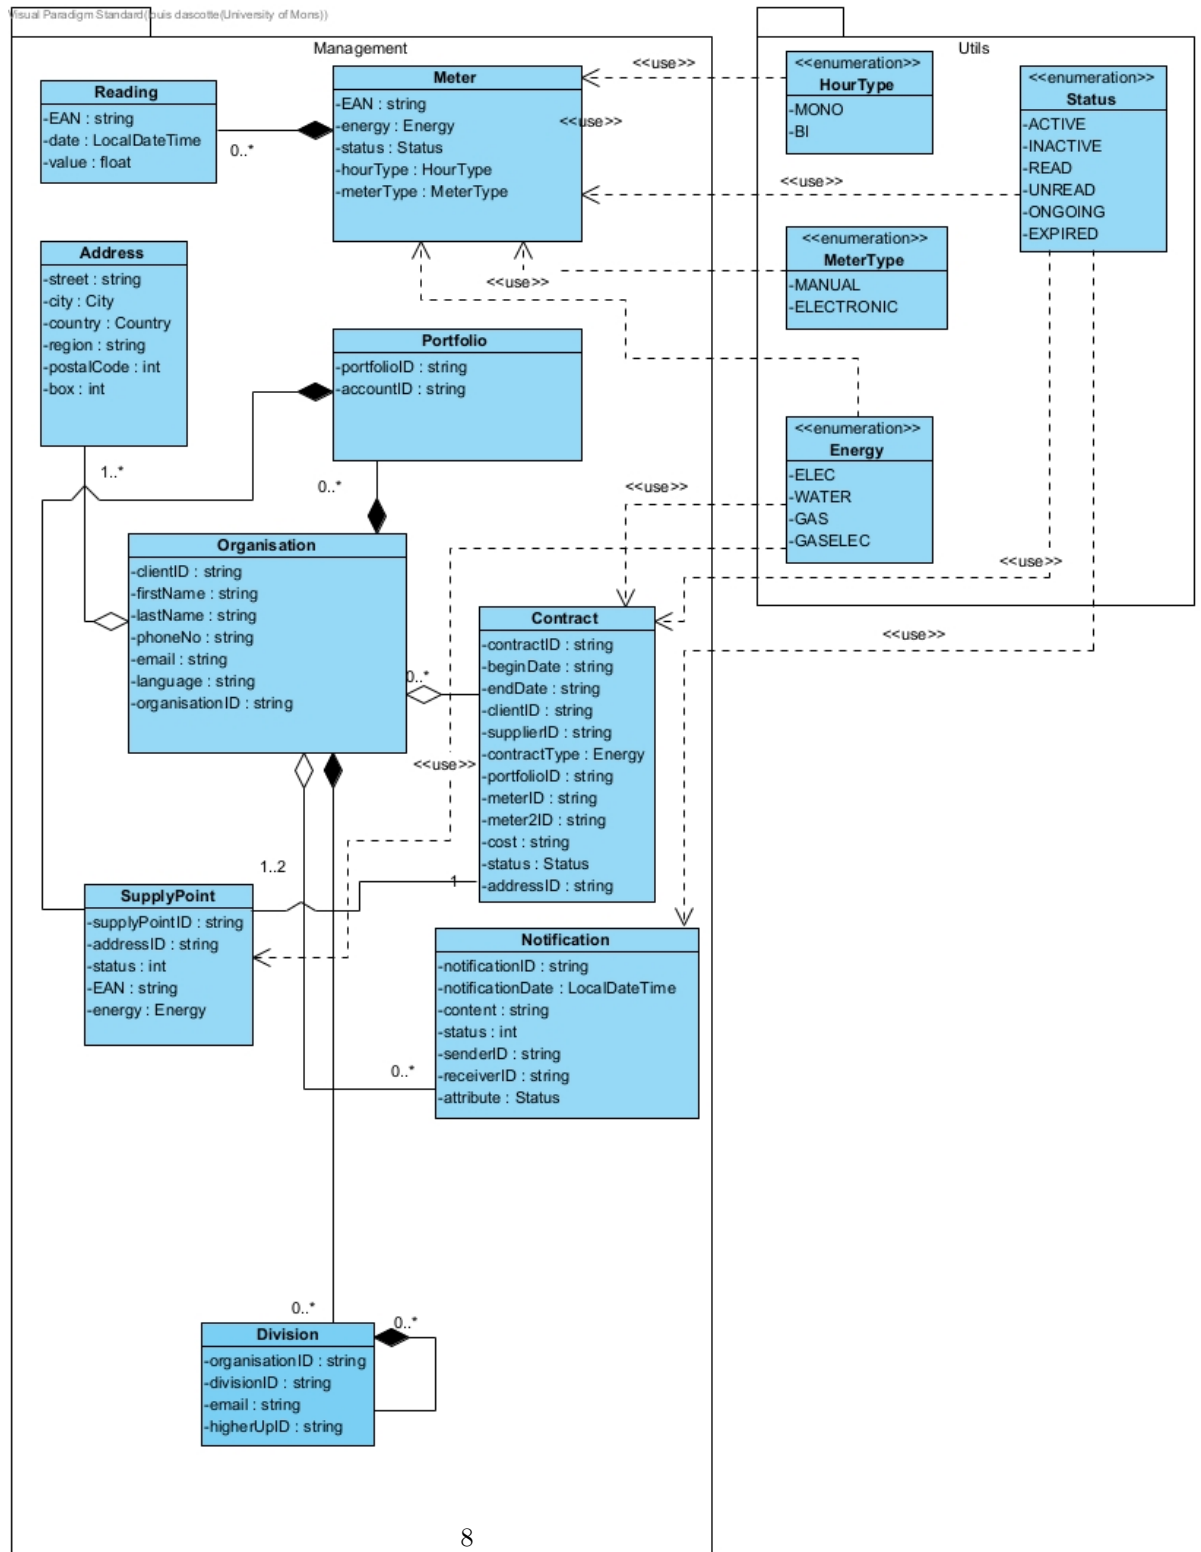 Visual Paradigm Standard(louis dascotte(University of Mons))
Management
Reading
-EAN : string
-date : LocalDateTime
-value : float
0..*
Meter
-EAN : string
-energy : Energy
-status : Status
-hourType : HourType
-meterType : MeterType
<<use>>
<<use>>
<<use>>
<<use>>
Utils
<<enumeration>>
HourType
-MONO
-BI
<<enumeration>>
Status
-ACTIVE
-INACTIVE
-READ
-UNREAD
-ONGOING
-EXPIRED
<<enumeration>>
MeterType
-MANUAL
-ELECTRONIC
Address
-street : string
-city : City
-country : Country
-region : string
-postalCode : int
-box : int
1..*
Portfolio
-portfolioID : string
-accountID : string
0..*
<<enumeration>>
Energy
-ELEC
-WATER
-GAS
-GASELEC
<<use>>
<<use>>
<<use>>
<<use>>
Organisation
-clientID : string
-firstName : string
-lastName : string
-phoneNo : string
-email : string
-language : string
-organisationID : string
0..*
Contract
-contractID : string
-beginDate : string
-endDate : string
-clientID : string
-supplierID : string
-contractType : Energy
-portfolioID : string
-meterID : string
-meter2ID : string
-cost : string
-status : Status
-addressID : string
1..2
1
SupplyPoint
-supplyPointID : string
-addressID : string
-status : int
-EAN : string
-energy : Energy
Notification
-notificationID : string
-notificationDate : LocalDateTime
-content : string
-status : int
-senderID : string
-receiverID : string
-attribute : Status
0..*
0..*
0..*
Division
-organisationID : string
-divisionID : string
-email : string
-higherUpID : string
8